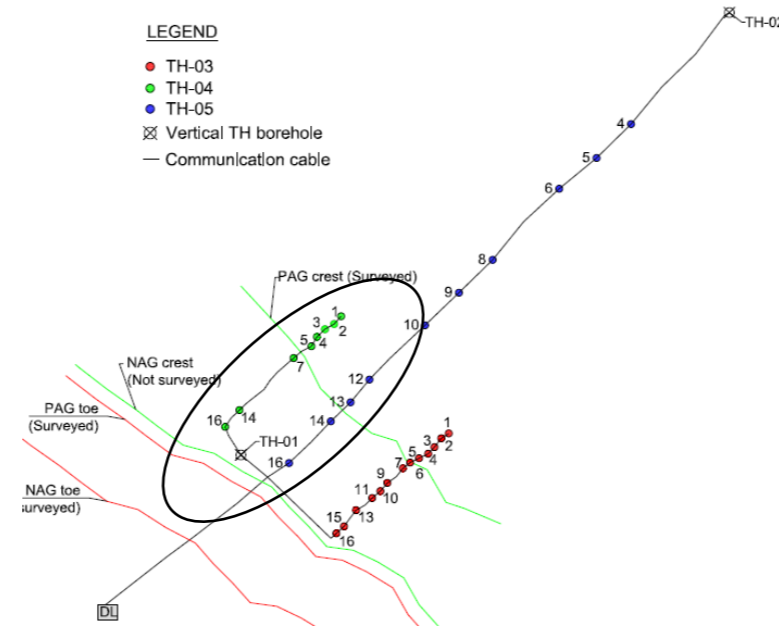 LEGEND
TH-03
TH-04
TH-05
Vertical TH borehole
Communication cable
TH-02
4
5
6
8
9
10
12
13
14
16
PAG crest (Surveyed)
1
2
3
4
5
7
14
16
TH-01
NAG crest
(Not surveyed)
PAG toe
(Surveyed)
NAG toe
surveyed)
1
2
3
4
5
6
7
9
10
11
13
15
16
DL